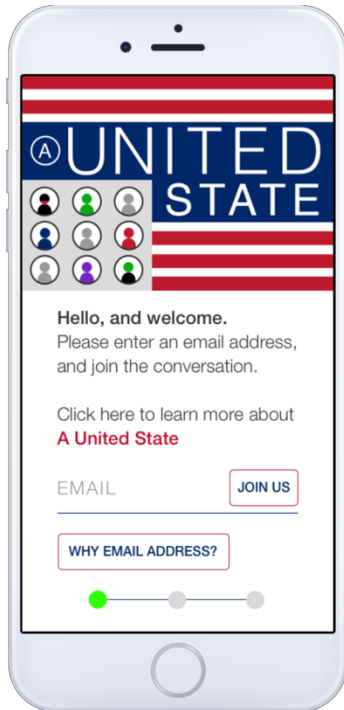 A UNITED
STATE
Hello, and welcome.
Please enter an email address,
and join the conversation.
Click here to learn more about
A United State
EMAIL
JOIN US
WHY EMAIL ADDRESS?